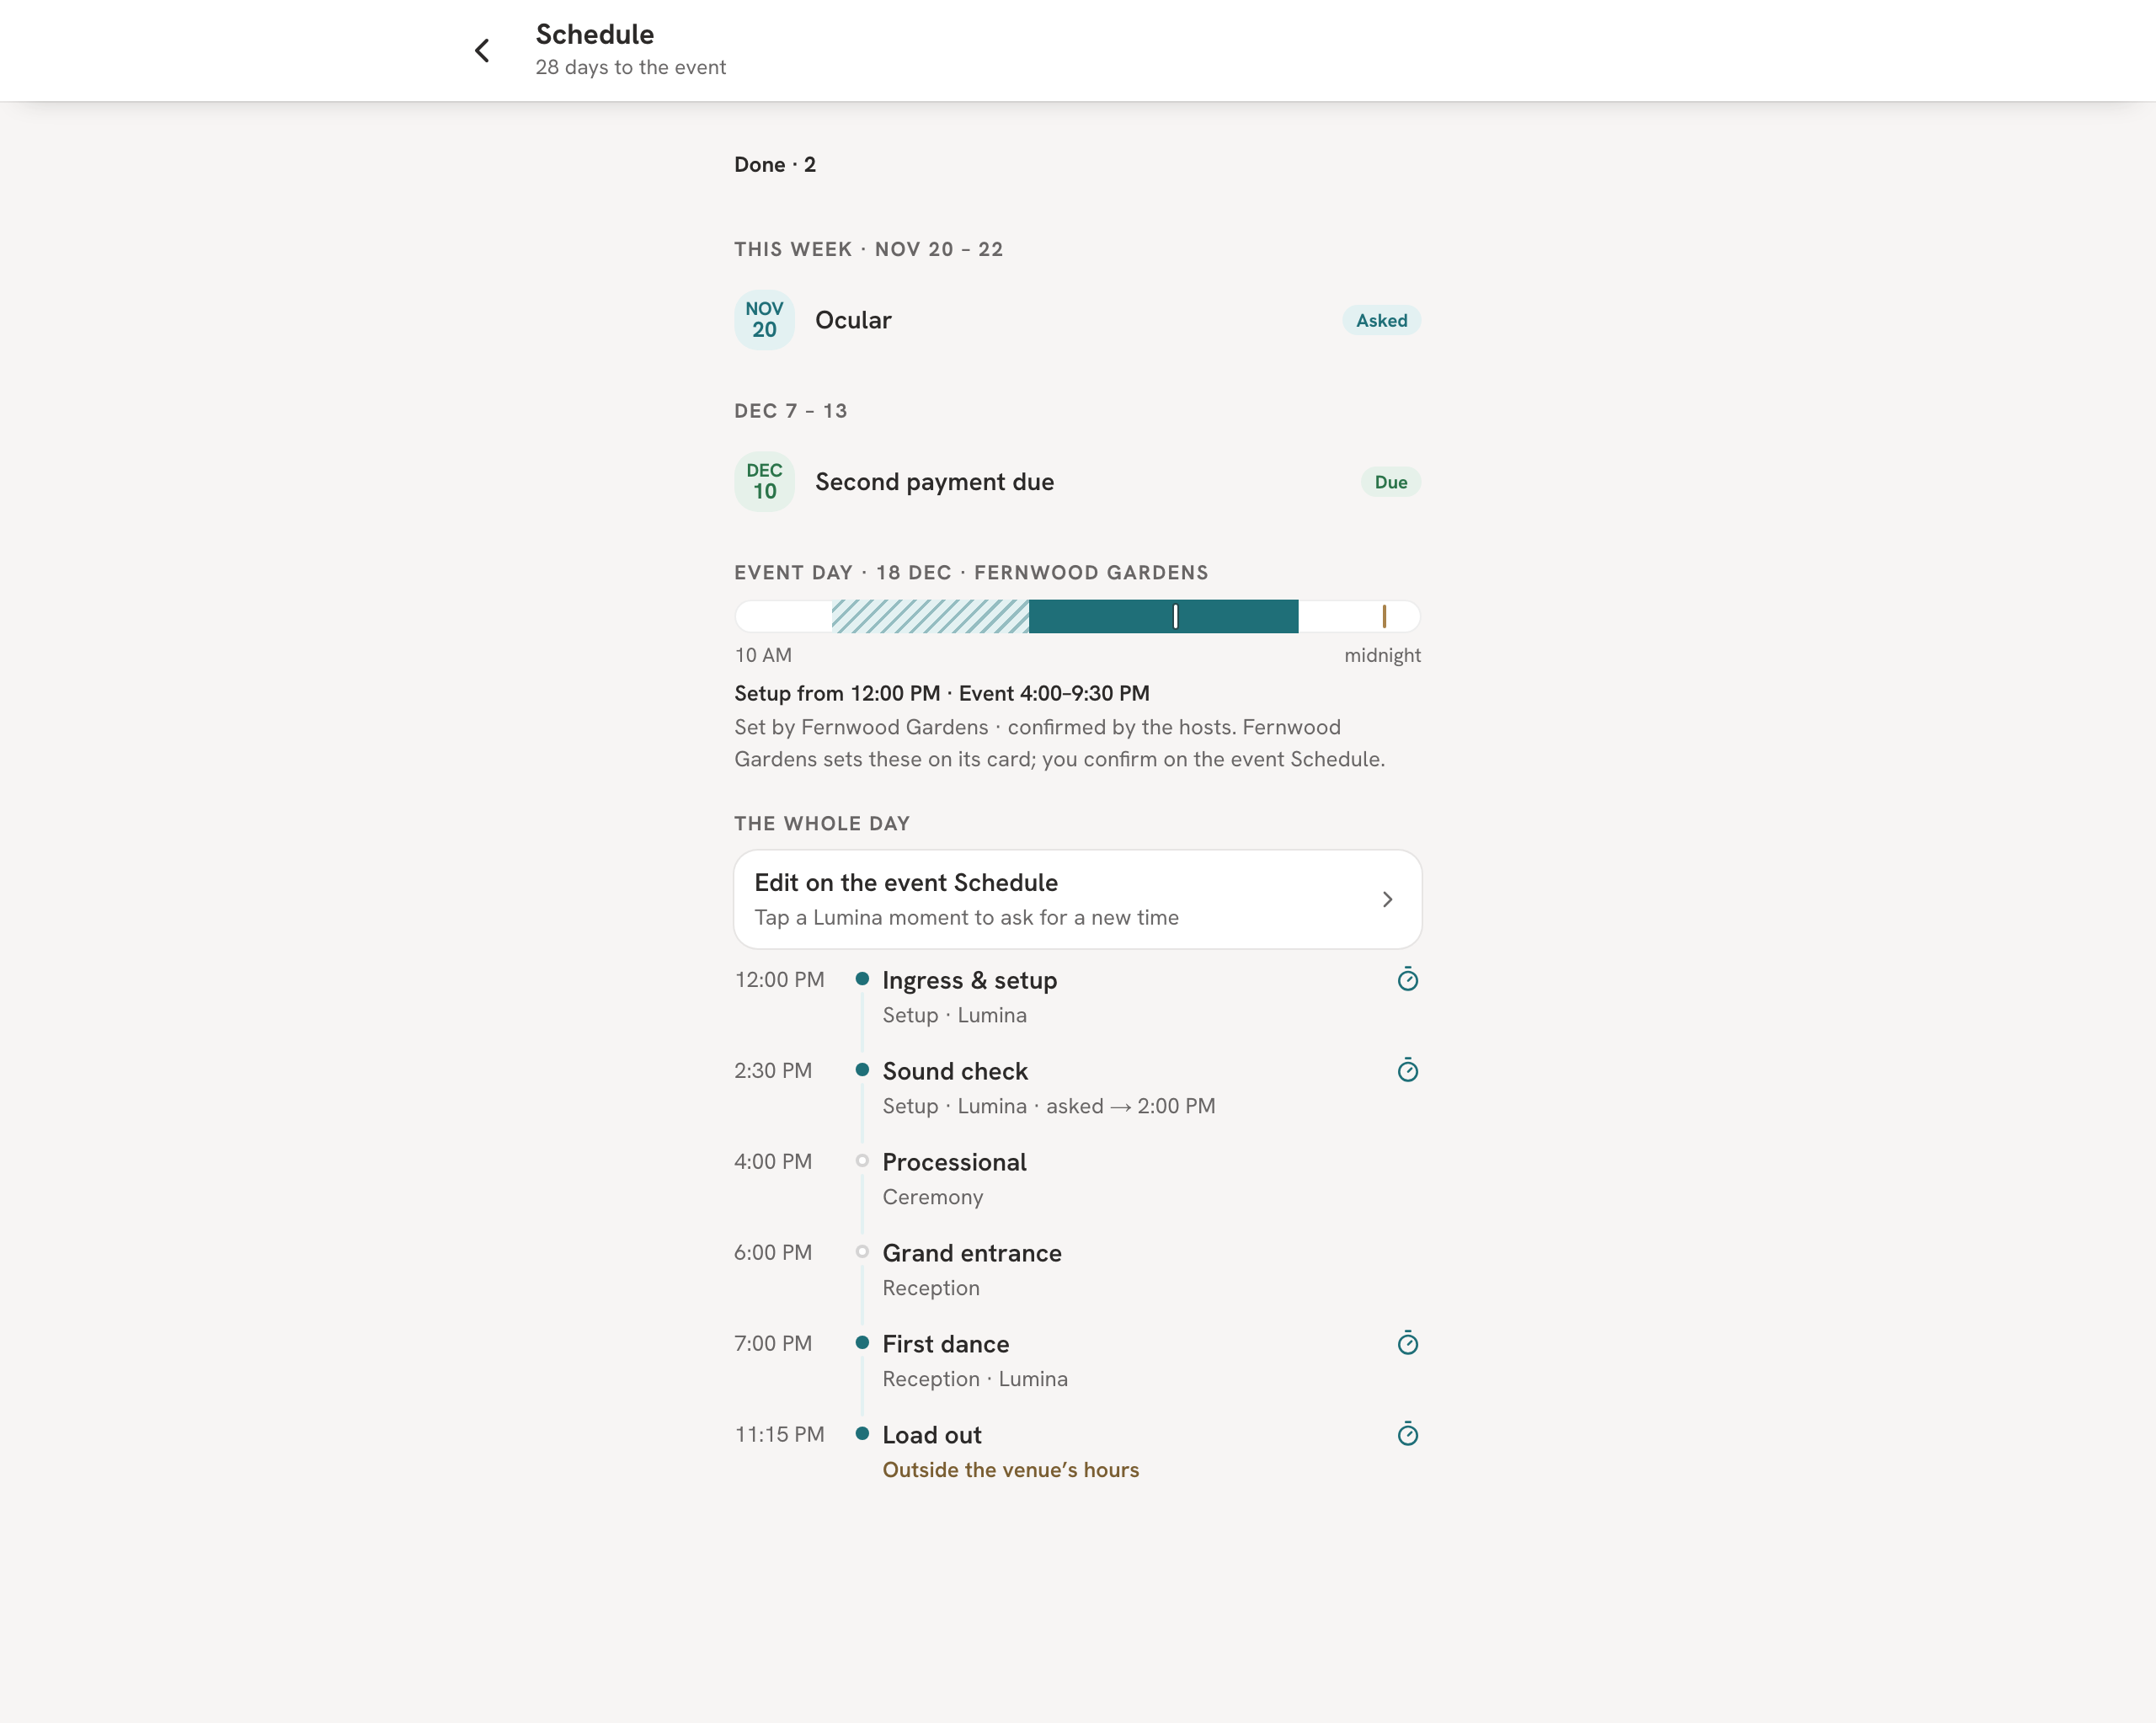 Schedule
28 days to the event
Done · 2
THIS WEEK · NOV 20 – 22
NOV
20
Ocular
Asked
DEC 7 – 13
DEC
10
Second payment due
Due
EVENT DAY · 18 DEC · FERNWOOD GARDENS
10 AM
midnight
Setup from 12:00 PM · Event 4:00–9:30 PM
Set by Fernwood Gardens · confirmed by the hosts. Fernwood
Gardens sets these on its card; you confirm on the event Schedule.
THE WHOLE DAY
Edit on the event Schedule
Tap a Lumina moment to ask for a new time
12:00 PM
Ingress & setup
Setup · Lumina
2:30 PM
Sound check
Setup · Lumina · asked → 2:00 PM
4:00 PM
Processional
Ceremony
6:00 PM
Grand entrance
Reception
7:00 PM
First dance
Reception · Lumina
11:15 PM
Load out
Outside the venue’s hours